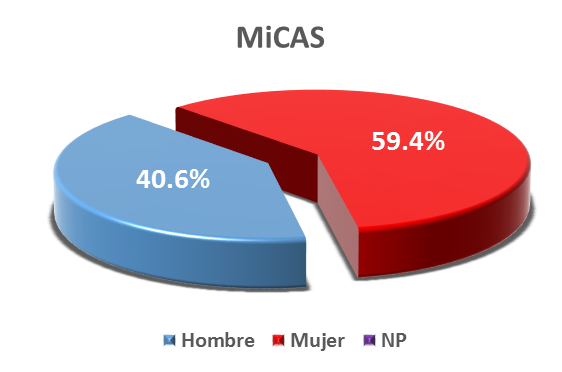 MiCAS
59.4%
40.6%
Hombre Mujer NP